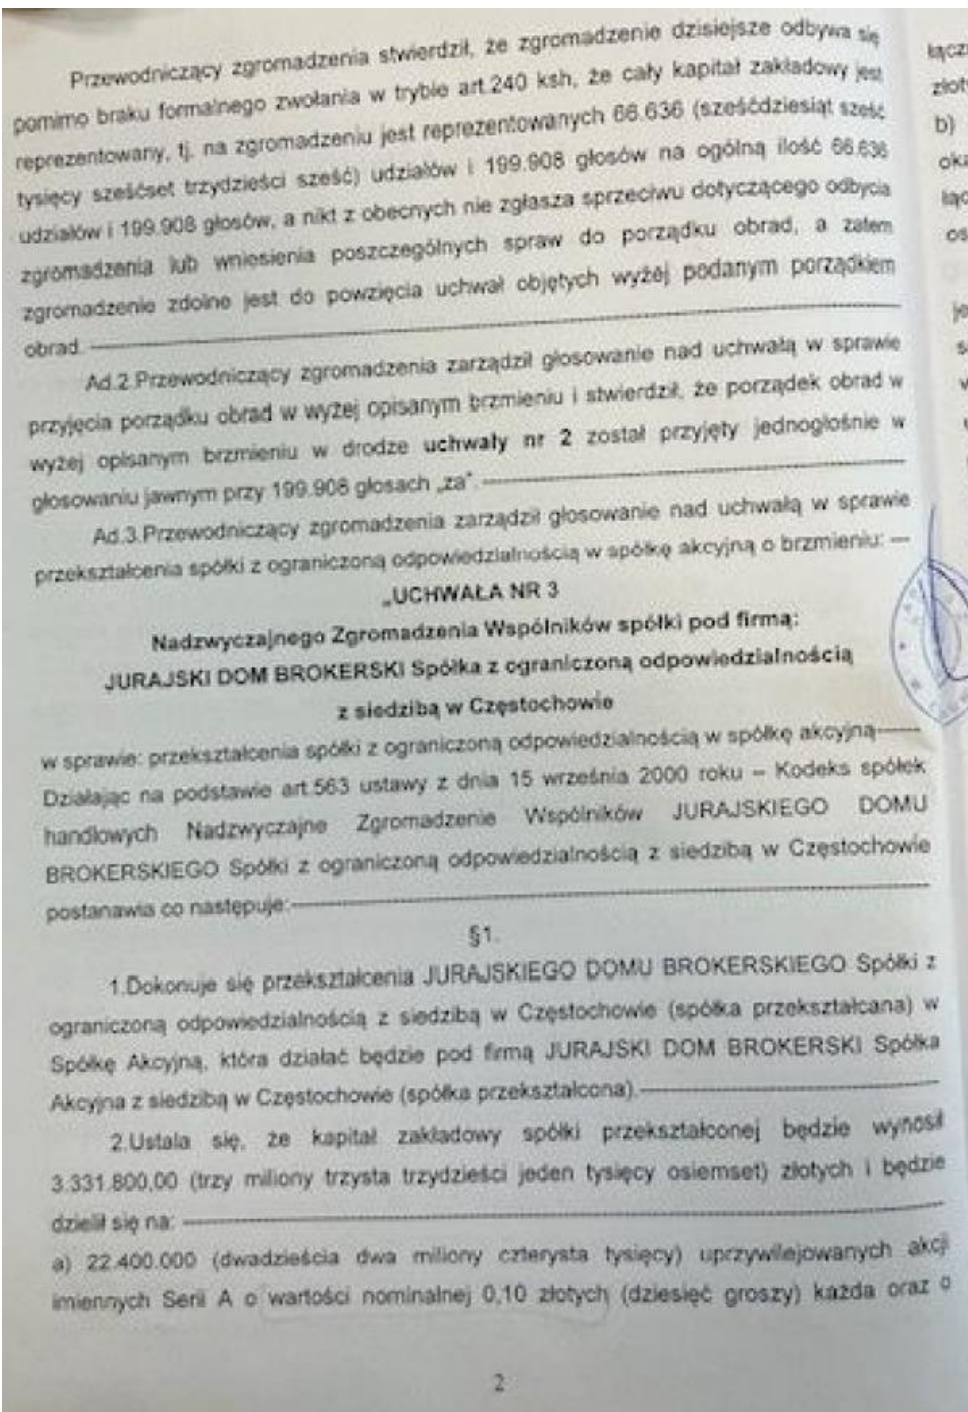 Przewodniczący zgromadzenia stwierdził, że zgromadzenie dzisiejsze odbywa się
pomimo braku formalnego zwołania w trybie art.240 ksh, że cały kapitał zakładowy jest
reprezentowany, tj. na zgromadzeniu jest reprezentowanych 66.636 (sześćdziesiąt sześć
tysięcy sześćset trzydzieści sześć) udziałów i 199.908 głosów na ogólną ilość 66.636
udziałów i 199.908 głosów, a nikt z obecnych nie zgłasza sprzeciwu dotyczącego odbycia
zgromadzenia lub wniesienia poszczególnych spraw do porządku obrad, a zatem
zgromadzenie zdolne jest do powzięcia uchwał objętych wyżej podanym porządkiem
obrad.
Ad.2.Przewodniczący zgromadzenia zarządził głosowanie nad uchwałą w sprawie
przyjęcia porządku obrad w wyżej opisanym brzmieniu i stwierdził, że porządek obrad w
wyżej opisanym brzmieniu w drodze uchwały nr 2 został przyjęty jednogłośnie w
głosowaniu jawnym przy 199.908 głosach „za”.
Ad.3.Przewodniczący zgromadzenia zarządził głosowanie nad uchwałą w sprawie
przekształcenia spółki z ograniczoną odpowiedzialnością w spółkę akcyjną o brzmieniu: —
„UCHWAŁA NR 3
Nadzwyczajnego Zgromadzenia Wspólników spółki pod firmą:
JURAJSKI DOM BROKERSKI Spółka z ograniczoną odpowiedzialnością
z siedzibą w Częstochowie
w sprawie: przekształcenia spółki z ograniczoną odpowiedzialnością w spółkę akcyjną
Działając na podstawie art.563 ustawy z dnia 15 września 2000 roku – Kodeks spółek
handlowych Nadzwyczajne Zgromadzenie Wspólników JURAJSKIEGO DOMU
BROKERSKIEGO Spółki z ograniczoną odpowiedzialnością z siedzibą w Częstochowie
postanawia co następuje:
§1.
1.Dokonuje się przekształcenia JURAJSKIEGO DOMU BROKERSKIEGO Spółki z
ograniczoną odpowiedzialnością z siedzibą w Częstochowie (spółka przekształcana) w
Spółkę Akcyjną, która działać będzie pod firmą JURAJSKI DOM BROKERSKI Spółka
Akcyjna z siedzibą w Częstochowie (spółka przekształcona).
2.Ustala się, że kapitał zakładowy spółki przekształconej będzie wynosił
3.331.800,00 (trzy miliony trzysta trzydzieści jeden tysięcy osiemset) złotych i będzie
dzielił się na:
a) 22.400.000 (dwadzieścia dwa miliony czterysta tysięcy) uprzywilejowanych akcji
imiennych Serii A o wartości nominalnej 0,10 złotych (dziesięć groszy) każda oraz o
2